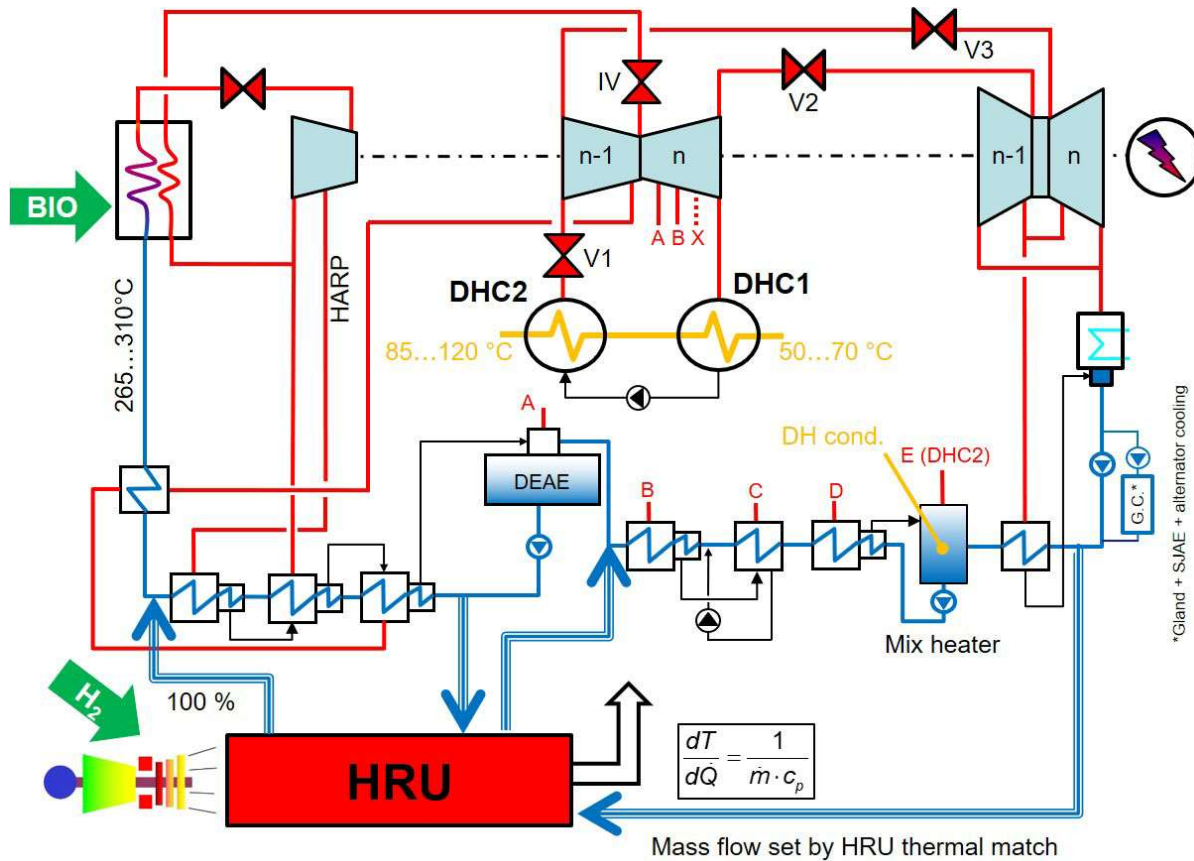 V3
IV
V2
n-1
n
n-1
n
BIO
A
B
X
HARP
V1
DHC2
DHC1
265...310°C
85...120 °C
50...70 °C
A
DH cond.
E (DHC2)
DEAE
B
C
D
G.C.*
*Gland + SJAE + alternator cooling
Mix heater
100 %
H2
HRU
dT/dQ̇ = 1/ṁ · cp
Mass flow set by HRU thermal match